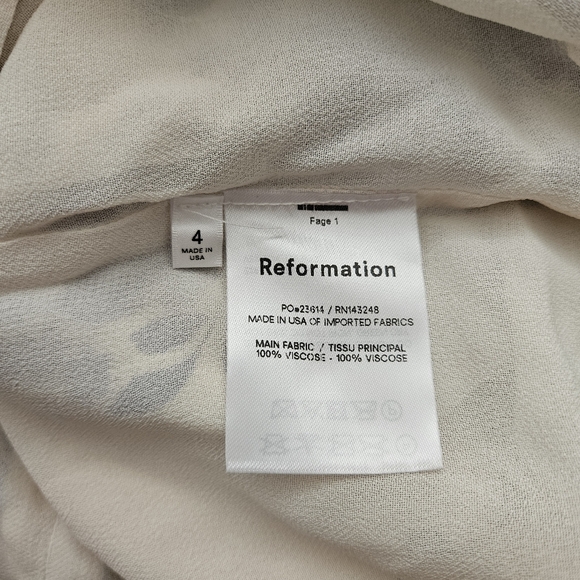 4
MADE IN
USA
Fage 1
Reformation
PO#23614 / RN143248
MADE IN USA OF IMPORTED FABRICS
MAIN FABRIC / TISSU PRINCIPAL
100% VISCOSE - 100% VISCOSE